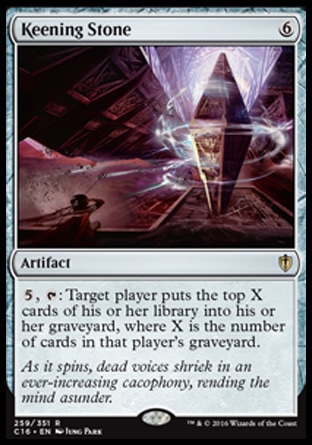 Keening Stone 6
Artifact
5, T: Target player puts the top X
cards of his or her library into his or
her graveyard, where X is the number
of cards in that player's graveyard.
As it spins, dead voices shriek in an
ever-increasing cacophony, rending the
mind asunder.
259/351 R
C16 • EN Jung Park
™ & © 2016 Wizards of the Coast